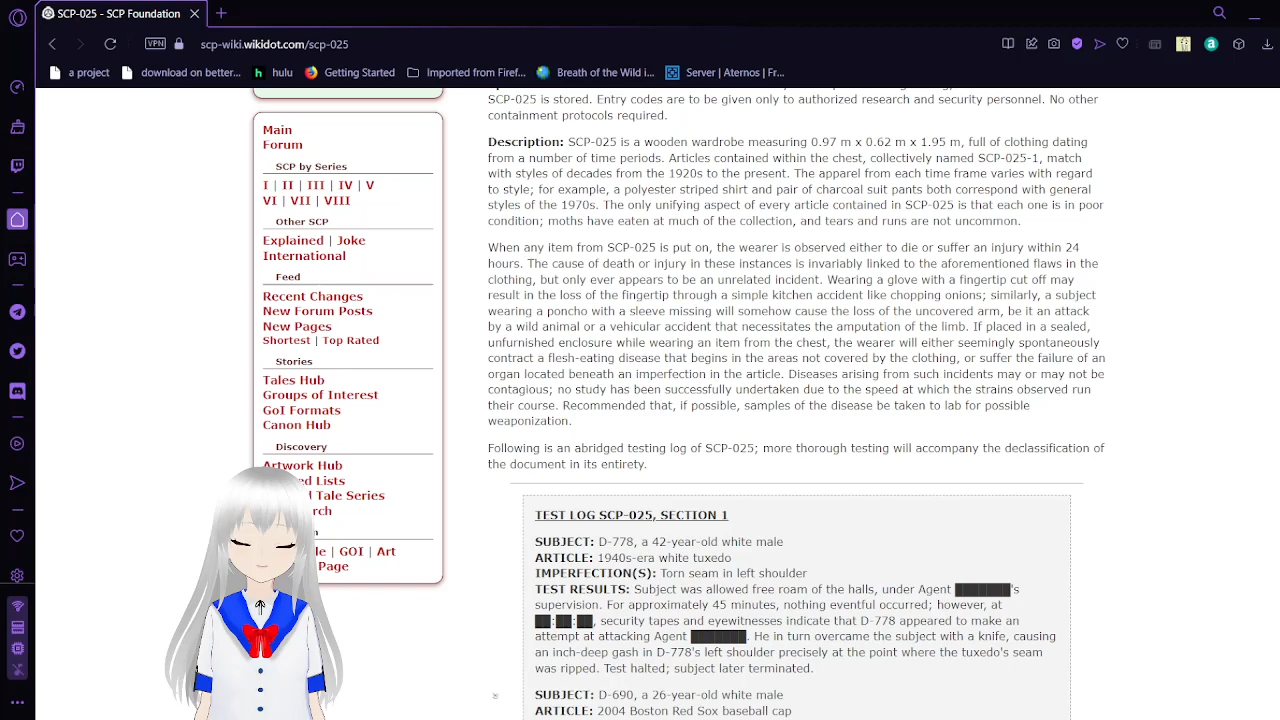 SCP-025 - SCP Foundation
VPN scp-wiki.wikidot.com/scp-025
a project download on better... hulu Getting Started Imported from Firef... Breath of the Wild i... Server | Aternos | Fr...
Main
Forum
SCP by Series
I | II | III | IV | V
VI | VII | VIII
Other SCP
Explained | Joke
International
Feed
Recent Changes
New Forum Posts
New Pages
Shortest | Top Rated
Stories
Tales Hub
Groups of Interest
GoI Formats
Canon Hub
Discovery
Artwork Hub
Lists
Tale Series
| GOI | Art
Page
SCP-025 is stored. Entry codes are to be given only to authorized research and security personnel. No other
containment protocols required.
Description: SCP-025 is a wooden wardrobe measuring 0.97 m x 0.62 m x 1.95 m, full of clothing dating
from a number of time periods. Articles contained within the chest, collectively named SCP-025-1, match
with styles of decades from the 1920s to the present. The apparel from each time frame varies with regard
to style; for example, a polyester striped shirt and pair of charcoal suit pants both correspond with general
styles of the 1970s. The only unifying aspect of every article contained in SCP-025 is that each one is in poor
condition; moths have eaten at much of the collection, and tears and runs are not uncommon.
When any item from SCP-025 is put on, the wearer is observed either to die or suffer an injury within 24
hours. The cause of death or injury in these instances is invariably linked to the aforementioned flaws in the
clothing, but only ever appears to be an unrelated incident. Wearing a glove with a fingertip cut off may
result in the loss of the fingertip through a simple kitchen accident like chopping onions; similarly, a subject
wearing a poncho with a sleeve missing will somehow cause the loss of the uncovered arm, be it an attack
by a wild animal or a vehicular accident that necessitates the amputation of the limb. If placed in a sealed,
unfurnished enclosure while wearing an item from the chest, the wearer will either seemingly spontaneously
contract a flesh-eating disease that begins in the areas not covered by the clothing, or suffer the failure of an
organ located beneath an imperfection in the article. Diseases arising from such incidents may or may not be
contagious; no study has been successfully undertaken due to the speed at which the strains observed run
their course. Recommended that, if possible, samples of the disease be taken to lab for possible
weaponization.
Following is an abridged testing log of SCP-025; more thorough testing will accompany the declassification of
the document in its entirety.
TEST LOG SCP-025, SECTION 1
SUBJECT: D-778, a 42-year-old white male
ARTICLE: 1940s-era white tuxedo
IMPERFECTION(S): Torn seam in left shoulder
TEST RESULTS: Subject was allowed free roam of the halls, under Agent ███████'s
supervision. For approximately 45 minutes, nothing eventful occurred; however, at
██:██:██, security tapes and eyewitnesses indicate that D-778 appeared to make an
attempt at attacking Agent ███████. He in turn overcame the subject with a knife, causing
an inch-deep gash in D-778's left shoulder precisely at the point where the tuxedo's seam
was ripped. Test halted; subject later terminated.
SUBJECT: D-690, a 26-year-old white male
ARTICLE: 2004 Boston Red Sox baseball cap